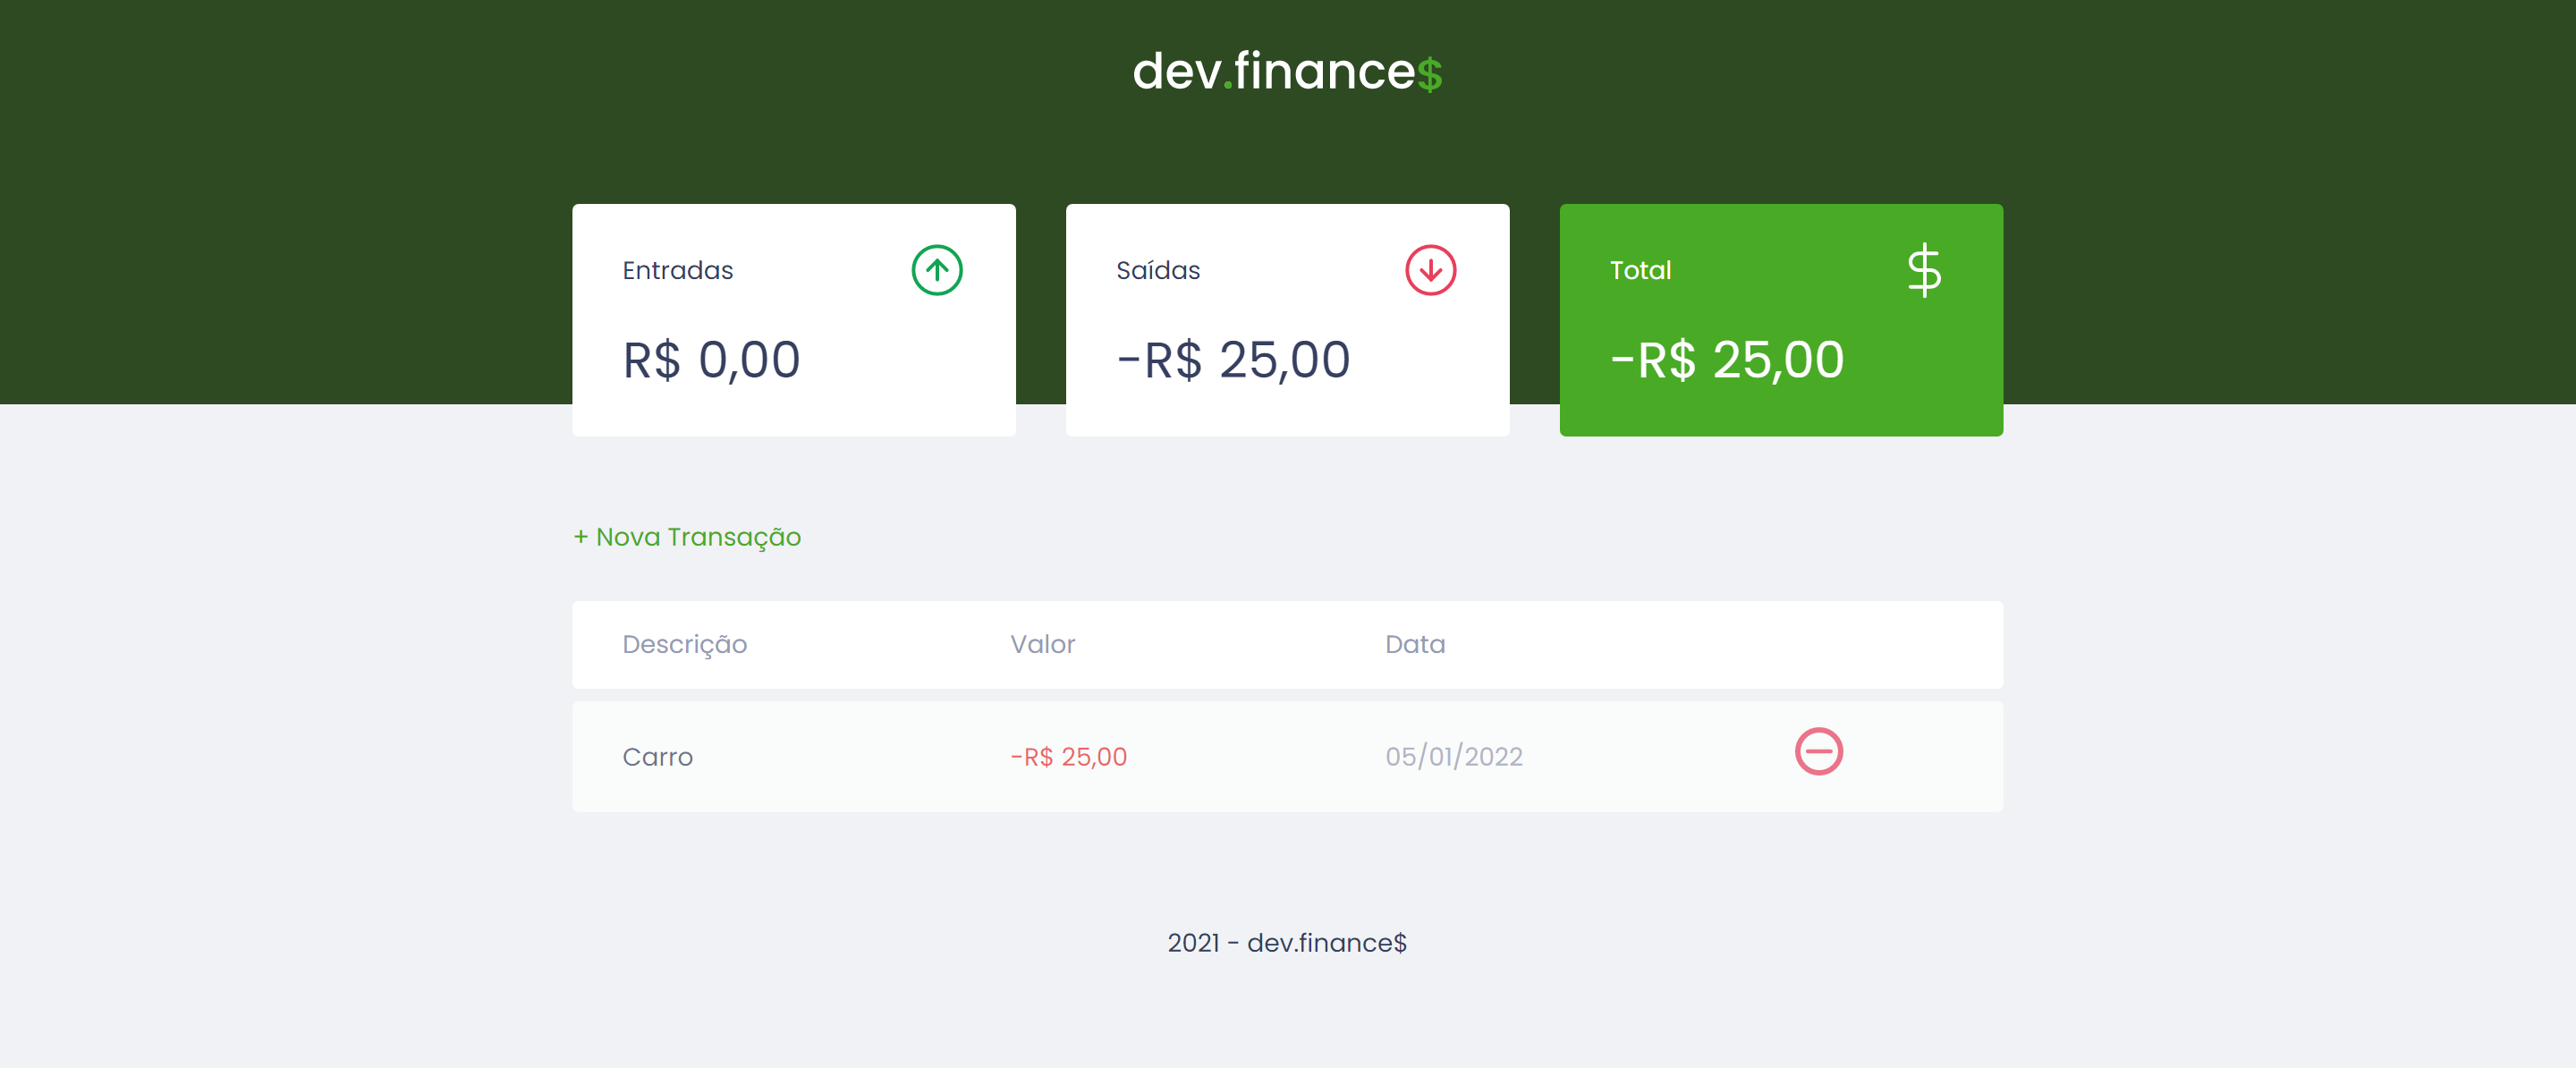 dev.finance$
Entradas
R$ 0,00
Saídas
-R$ 25,00
Total
-R$ 25,00
+ Nova Transação
Descrição Valor Data
Carro -R$ 25,00 05/01/2022
2021 - dev.finance$